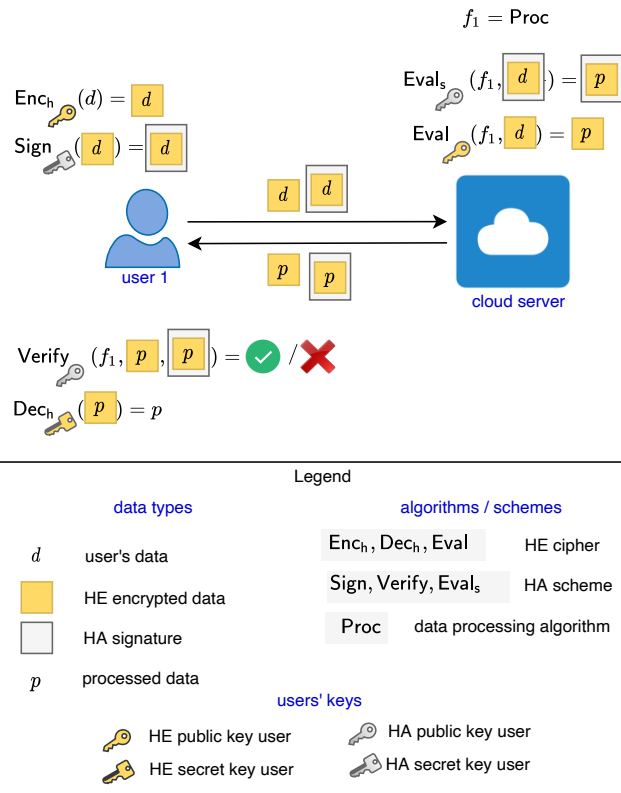 f₁ = Proc
Evalₛ (f₁, d) = p
Encₕ (d) = d
Eval (f₁, d) = p
Sign ( d ) = d
d d
user 1
p p
cloud server
Verify (f₁, p , p ) = /
Decₕ ( p ) = p
Legend
data types
algorithms / schemes
Encₕ, Decₕ, Eval
HE cipher
d
user's data
Sign, Verify, Evalₛ
HA scheme
HE encrypted data
Proc
data processing algorithm
HA signature
p
processed data
users' keys
HE public key user
HA public key user
HE secret key user
HA secret key user